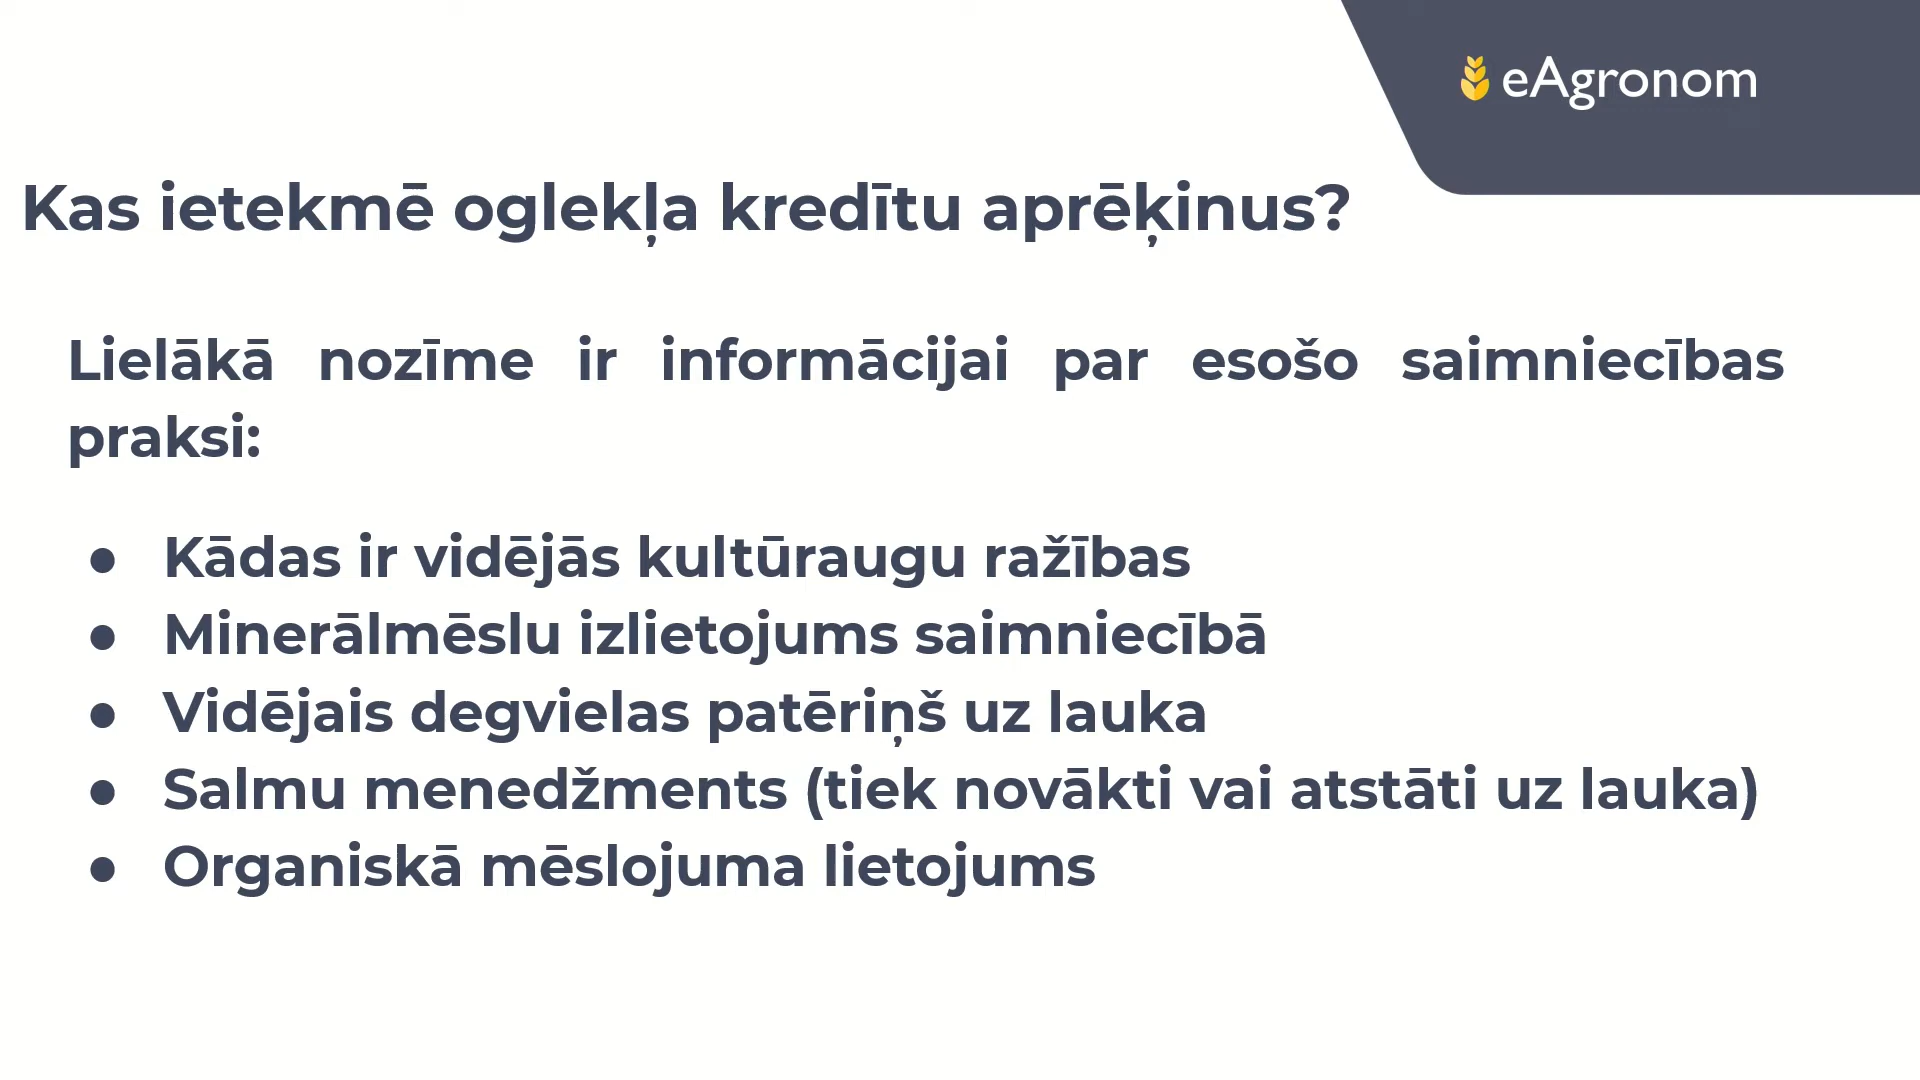 eAgronom
Kas ietekmē oglekļa kredītu aprēķinus?
Lielākā nozīme ir informācijai par esošo saimniecības
praksi:
● Kādas ir vidējās kultūraugu ražības
● Minerālmēslu izlietojums saimniecībā
● Vidējais degvielas patēriņš uz lauka
● Salmu menedžments (tiek novākti vai atstāti uz lauka)
● Organiskā mēslojuma lietojums